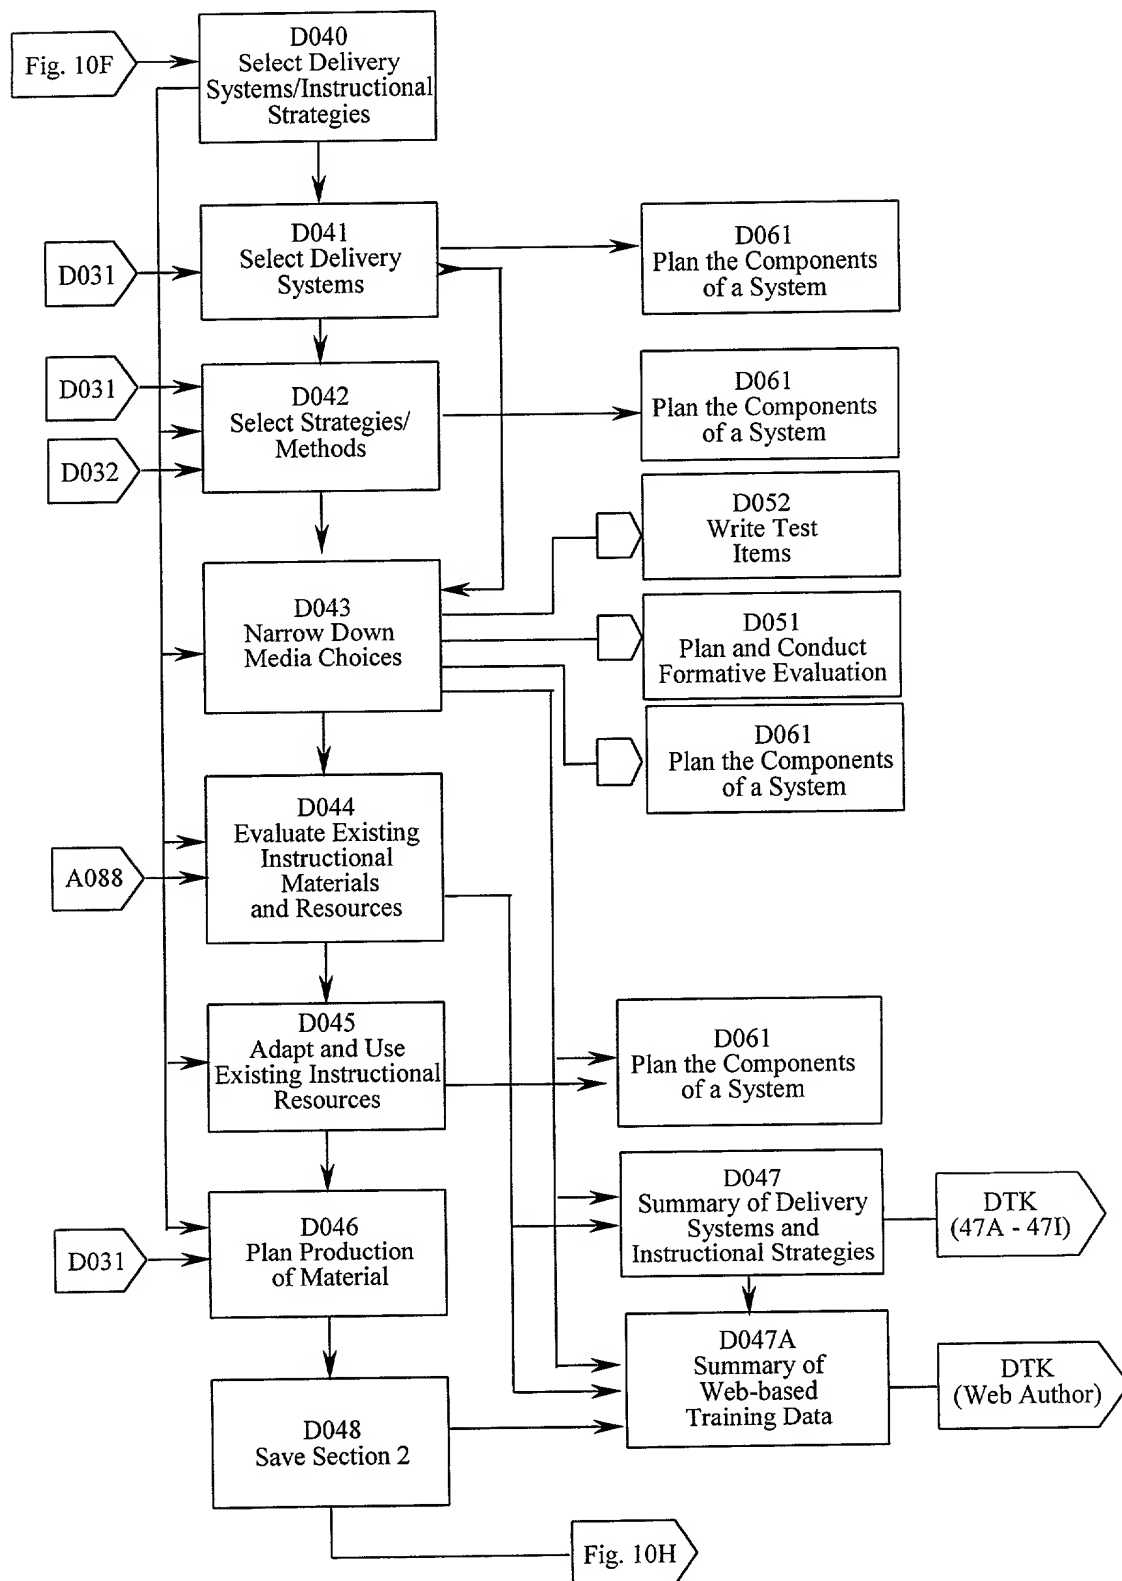 Fig. 10F
D040
Select Delivery
Systems/Instructional
Strategies
D031
D041
Select Delivery
Systems
D061
Plan the Components
of a System
D031
D032
D042
Select Strategies/
Methods
D061
Plan the Components
of a System
D052
Write Test
Items
D043
Narrow Down
Media Choices
D051
Plan and Conduct
Formative Evaluation
D061
Plan the Components
of a System
A088
D044
Evaluate Existing
Instructional
Materials
and Resources
D045
Adapt and Use
Existing Instructional
Resources
D061
Plan the Components
of a System
D031
D046
Plan Production
of Material
D047
Summary of Delivery
Systems and
Instructional Strategies
DTK
(47A - 47I)
D047A
Summary of
Web-based
Training Data
DTK
(Web Author)
D048
Save Section 2
Fig. 10H